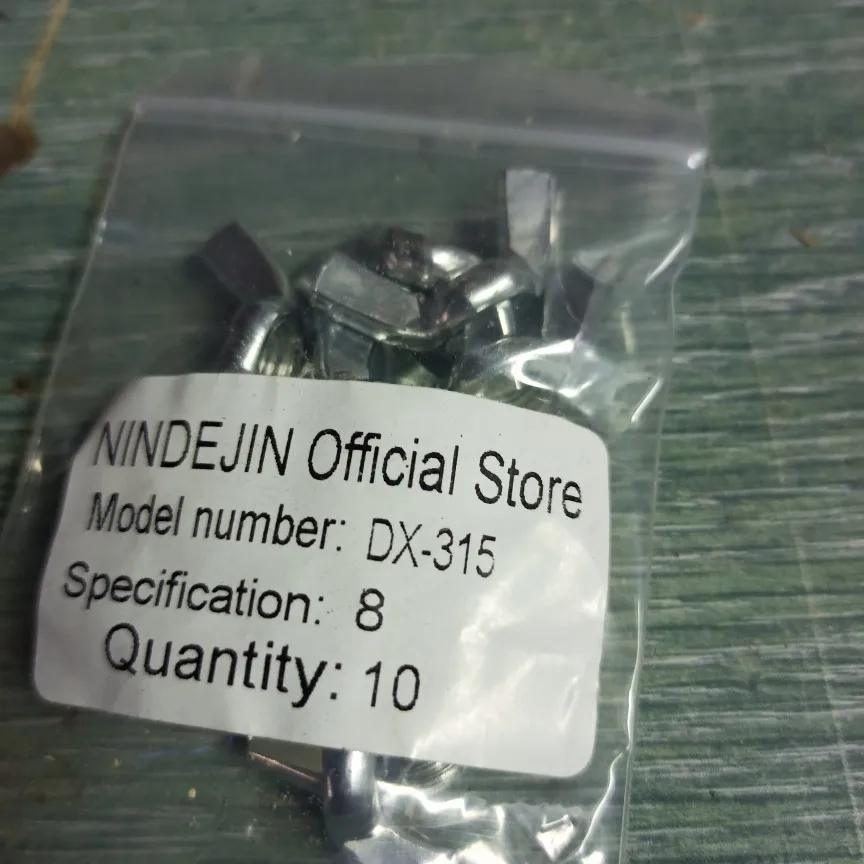 NINDEJIN Official Store
Model number: DX-315
Specification: 8
Quantity: 10